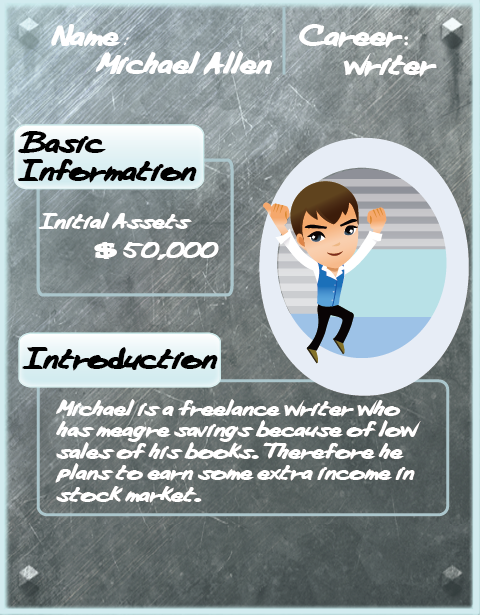 Name:
Michael Allen
Career:
Writer
Basic
Information
Initial Assets
$ 50,000
Introduction
Michael is a freelance writer who
has meagre savings because of low
sales of his books. Therefore he
plans to earn some extra income in
stock market.